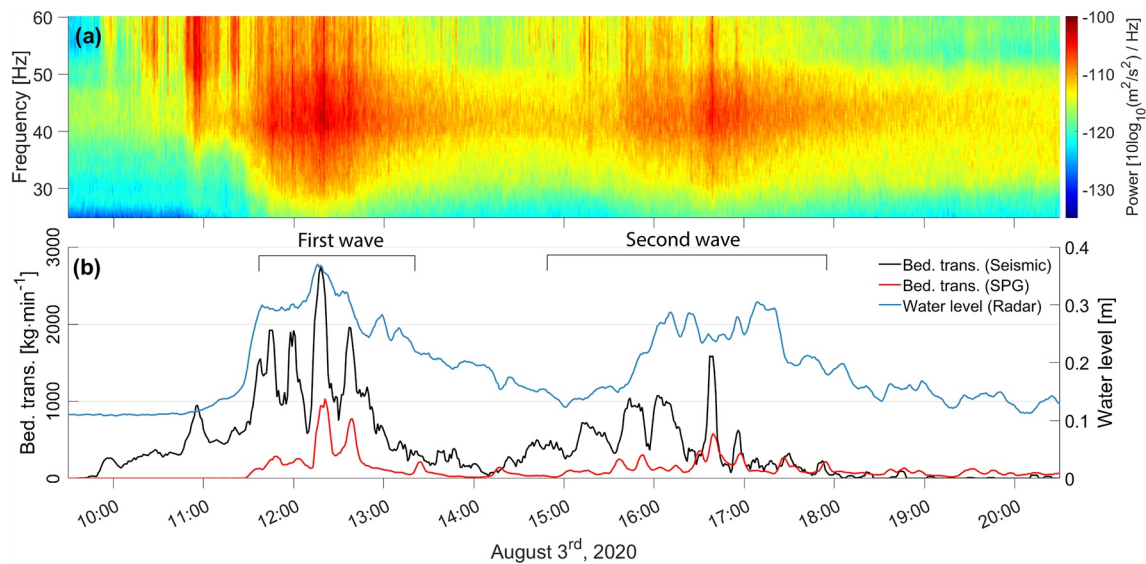 (a)
Frequency [Hz]
60
50
40
30
-100
-110
-120
-130
Power [10log10(m²/s²) / Hz]
First wave
Second wave
(b)
Bed. trans. [kg·min⁻¹]
3000
2000
1000
0
Bed. trans. (Seismic)
Bed. trans. (SPG)
Water level (Radar)
0.4
0.3
0.2
0.1
0
Water level [m]
10:00 11:00 12:00 13:00 14:00 15:00 16:00 17:00 18:00 19:00 20:00
August 3rd, 2020